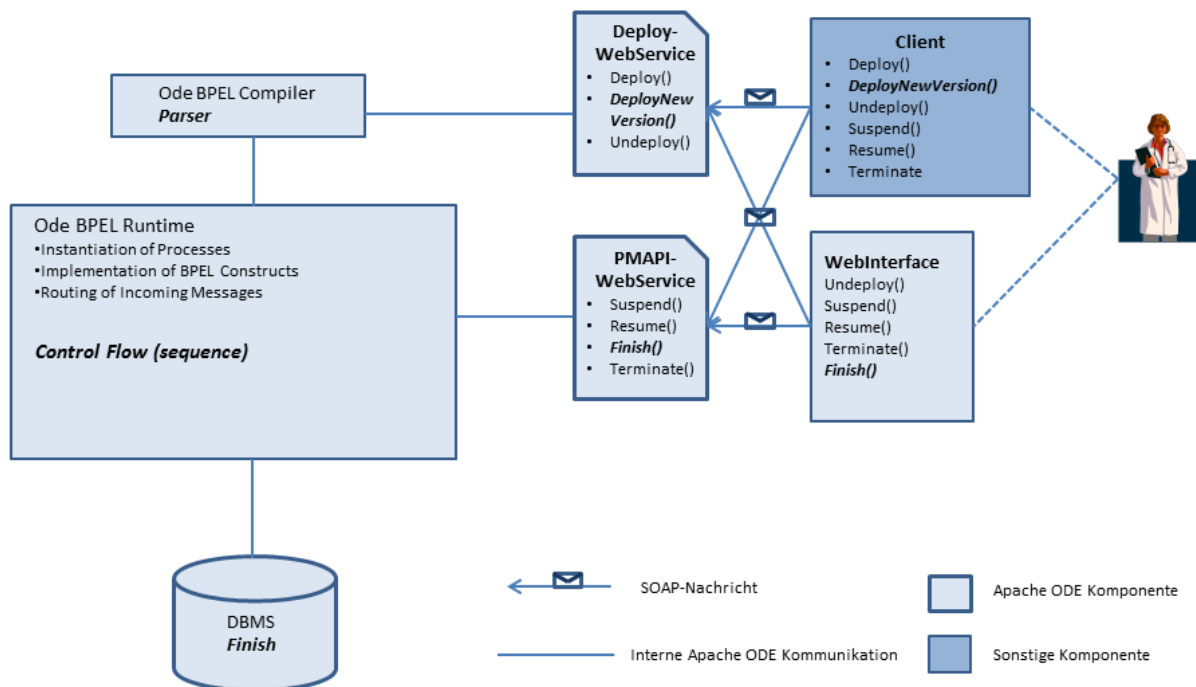 Ode BPEL Compiler
Parser
Ode BPEL Runtime
•Instantiation of Processes
•Implementation of BPEL Constructs
•Routing of Incoming Messages
Control Flow (sequence)
DBMS
Finish
Deploy-
WebService
• Deploy()
• DeployNew
Version()
• Undeploy()
PMAPI-
WebService
• Suspend()
• Resume()
• Finish()
• Terminate()
Client
• Deploy()
• DeployNewVersion()
• Undeploy()
• Suspend()
• Resume()
• Terminate
WebInterface
Undeploy()
Suspend()
Resume()
Terminate()
Finish()
SOAP-Nachricht
Interne Apache ODE Kommunikation
Apache ODE Komponente
Sonstige Komponente